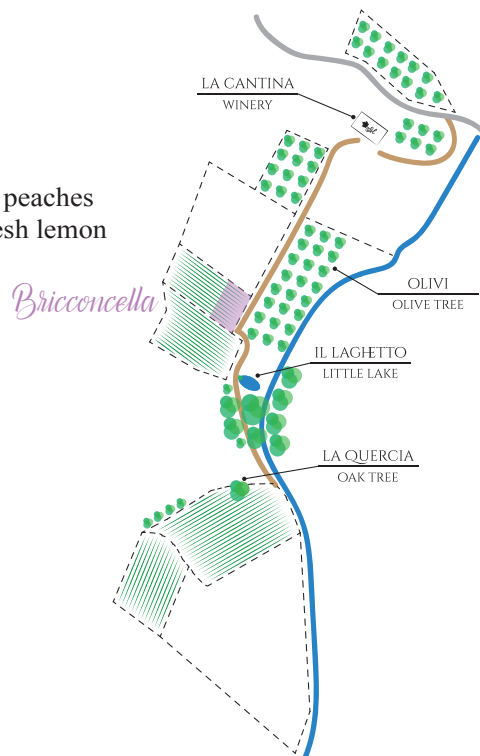 LA CANTINA
WINERY
peaches
esh lemon
Bricconcella
OLIVI
OLIVE TREE
IL LAGHETTO
LITTLE LAKE
LA QUERCIA
OAK TREE